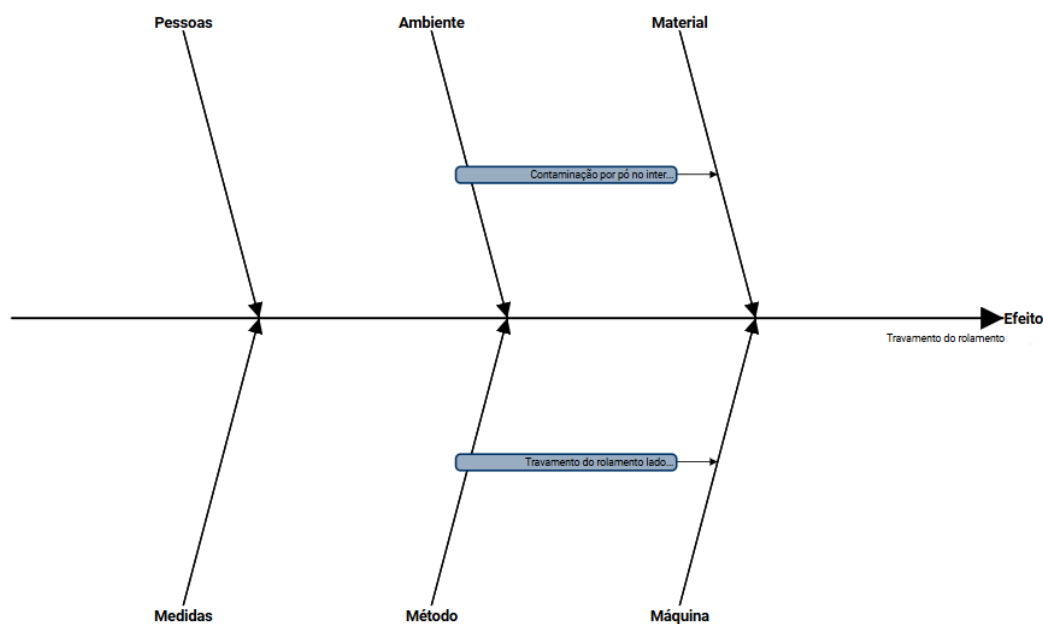 Pessoas
Ambiente
Material
Contaminação por pó no inter...
Efeito
Travamento do rolamento
Travamento do rolamento lado...
Medidas
Método
Máquina